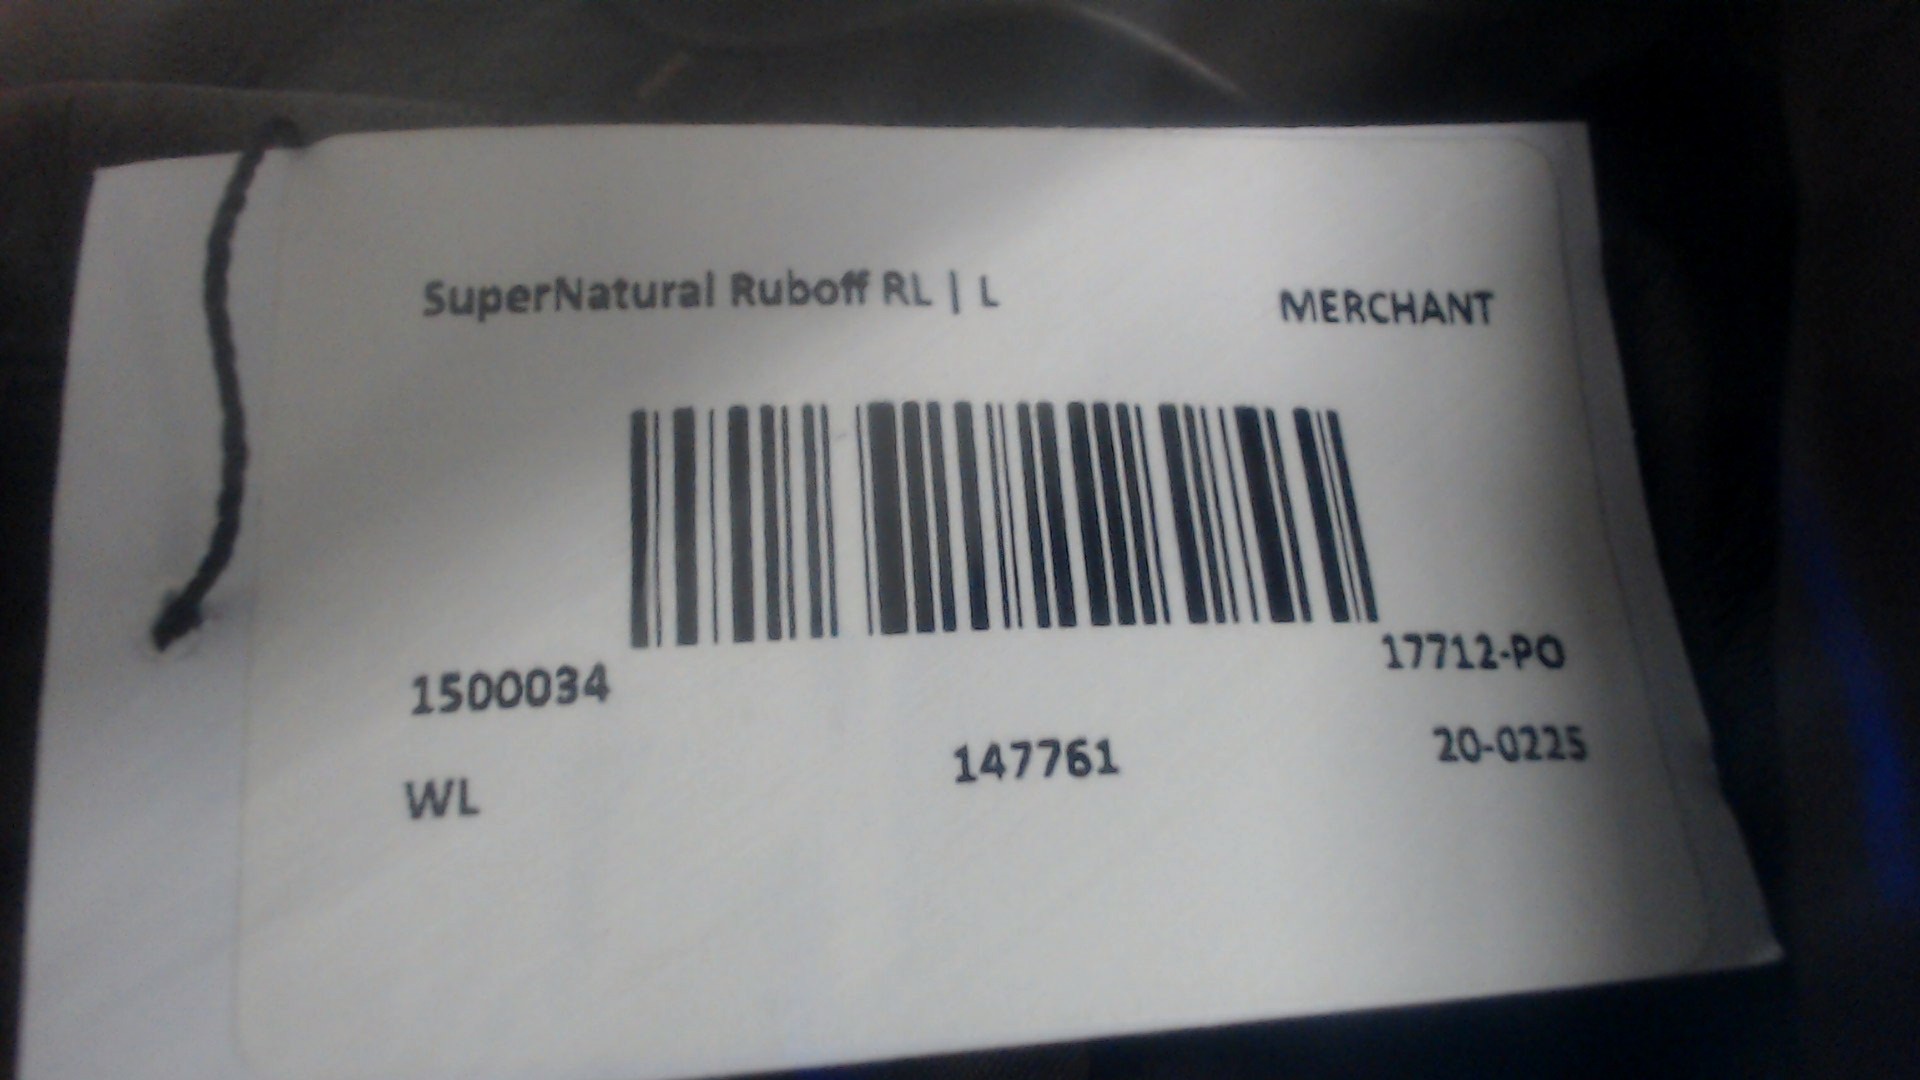 SuperNatural Ruboff RL | L MERCHANT
1500034 17712-PO
WL 147761 20-0225